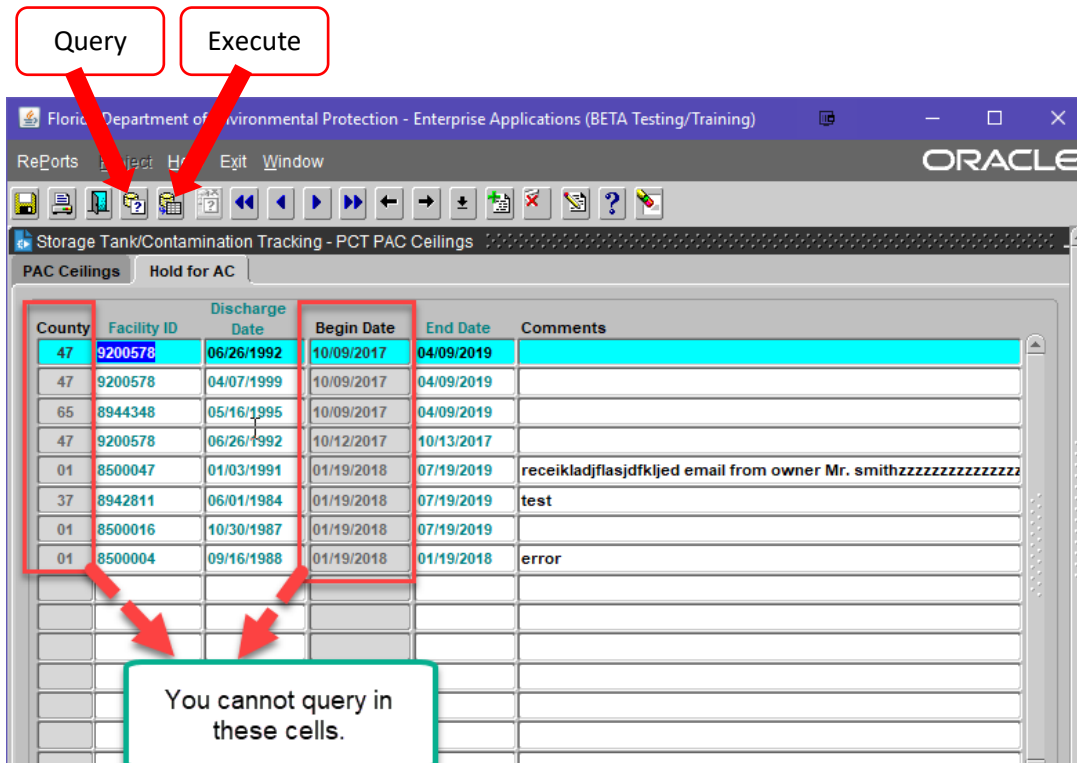 Query Execute
Florid Department of Environmental Protection - Enterprise Applications (BETA Testing/Training)
RePorts Project Exit Window ORACLE
Storage Tank/Contamination Tracking - PCT PAC Ceilings
PAC Ceilings Hold for AC
County Facility ID Discharge Date Begin Date End Date Comments
47 9200578 06/26/1992 10/09/2017 04/09/2019
47 9200578 04/07/1999 10/09/2017 04/09/2019
65 8944348 05/16/1995 10/09/2017 04/09/2019
47 9200578 06/26/1992 10/12/2017 10/13/2017
01 8500047 01/03/1991 01/19/2018 07/19/2019 receikladjflasjdfkljed email from owner Mr. smithzzzzzzzzzzzzzzzz
37 8942811 06/01/1984 01/19/2018 07/19/2019 test
01 8500016 10/30/1987 01/19/2018 07/19/2019
01 8500004 09/16/1988 01/19/2018 01/19/2018 error
You cannot query in
these cells.